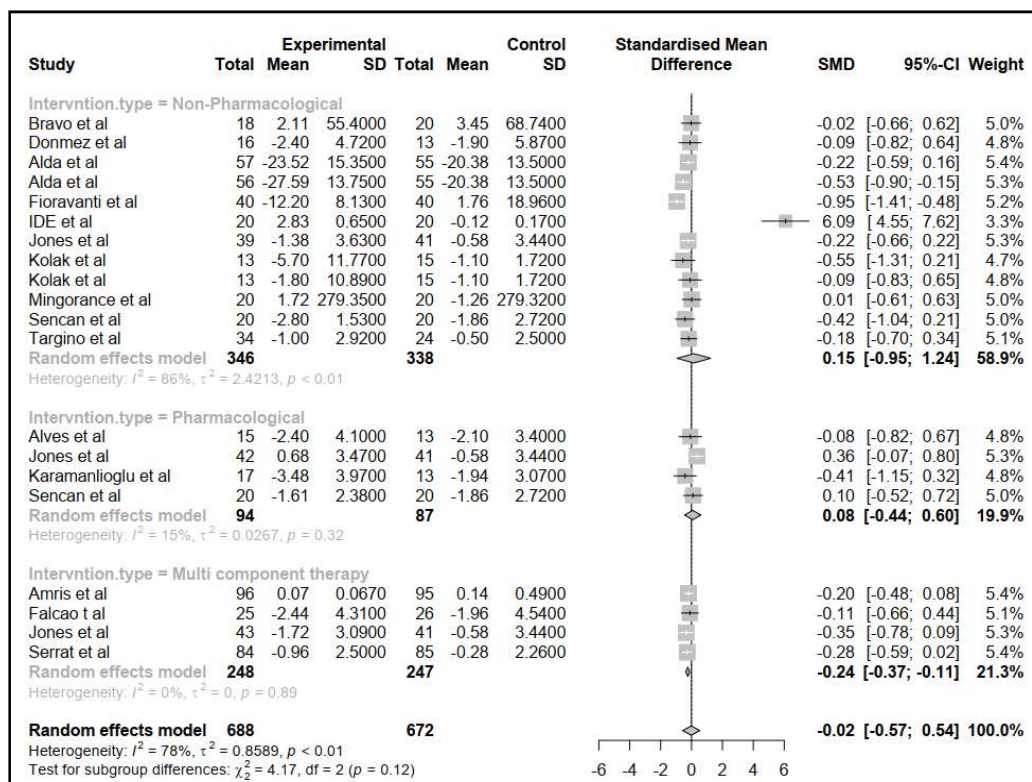 Experimental Control Standardised Mean
Study Total Mean SD Total Mean SD Difference SMD 95%-CI Weight
Intervntion.type = Non-Pharmacological
Bravo et al 18 2.11 55.4000 20 3.45 68.7400 -0.02 [-0.66; 0.62] 5.0%
Donmez et al 16 -2.40 4.7200 13 -1.90 5.8700 -0.09 [-0.82; 0.64] 4.8%
Alda et al 57 -23.52 15.3500 55 -20.38 13.5000 -0.22 [-0.59; 0.16] 5.4%
Alda et al 56 -27.59 13.7500 55 -20.38 13.5000 -0.53 [-0.90; -0.15] 5.3%
Fioravanti et al 40 -12.20 8.1300 40 1.76 18.9600 -0.95 [-1.41; -0.48] 5.2%
IDE et al 20 2.83 0.6500 20 -0.12 0.1700 6.09 [ 4.55; 7.62] 3.3%
Jones et al 39 -1.38 3.6300 41 -0.58 3.4400 -0.22 [-0.66; 0.22] 5.3%
Kolak et al 13 -5.70 11.7700 15 -1.10 1.7200 -0.55 [-1.31; 0.21] 4.7%
Kolak et al 13 -1.80 10.8900 15 -1.10 1.7200 -0.09 [-0.83; 0.65] 4.8%
Mingorance et al 20 1.72 279.3500 20 -1.26 279.3200 0.01 [-0.61; 0.63] 5.0%
Sencan et al 20 -2.80 1.5300 20 -1.86 2.7200 -0.42 [-1.04; 0.21] 5.0%
Targino et al 34 -1.00 2.9200 24 -0.50 2.5000 -0.18 [-0.70; 0.34] 5.1%
Random effects model 346 338 0.15 [-0.95; 1.24] 58.9%
Heterogeneity: I² = 86%, τ² = 2.4213, p < 0.01
Intervntion.type = Pharmacological
Alves et al 15 -2.40 4.1000 13 -2.10 3.4000 -0.08 [-0.82; 0.67] 4.8%
Jones et al 42 0.68 3.4700 41 -0.58 3.4400 0.36 [-0.07; 0.80] 5.3%
Karamanlioglu et al 17 -3.48 3.9700 13 -1.94 3.0700 -0.41 [-1.15; 0.32] 4.8%
Sencan et al 20 -1.61 2.3800 20 -1.86 2.7200 0.10 [-0.52; 0.72] 5.0%
Random effects model 94 87 0.08 [-0.44; 0.60] 19.9%
Heterogeneity: I² = 15%, τ² = 0.0267, p = 0.32
Intervntion.type = Multi component therapy
Amris et al 96 0.07 0.0670 95 0.14 0.4900 -0.20 [-0.48; 0.08] 5.4%
Falcao t al 25 -2.44 4.3100 26 -1.96 4.5400 -0.11 [-0.66; 0.44] 5.1%
Jones et al 43 -1.72 3.0900 41 -0.58 3.4400 -0.35 [-0.78; 0.09] 5.3%
Serrat et al 84 -0.96 2.5000 85 -0.28 2.2600 -0.28 [-0.59; 0.02] 5.4%
Random effects model 248 247 -0.24 [-0.37; -0.11] 21.3%
Heterogeneity: I² = 0%, τ² = 0, p = 0.89
Random effects model 688 672 -0.02 [-0.57; 0.54] 100.0%
Heterogeneity: I² = 78%, τ² = 0.8589, p < 0.01
Test for subgroup differences: χ²₂ = 4.17, df = 2 (p = 0.12)
-6 -4 -2 0 2 4 6